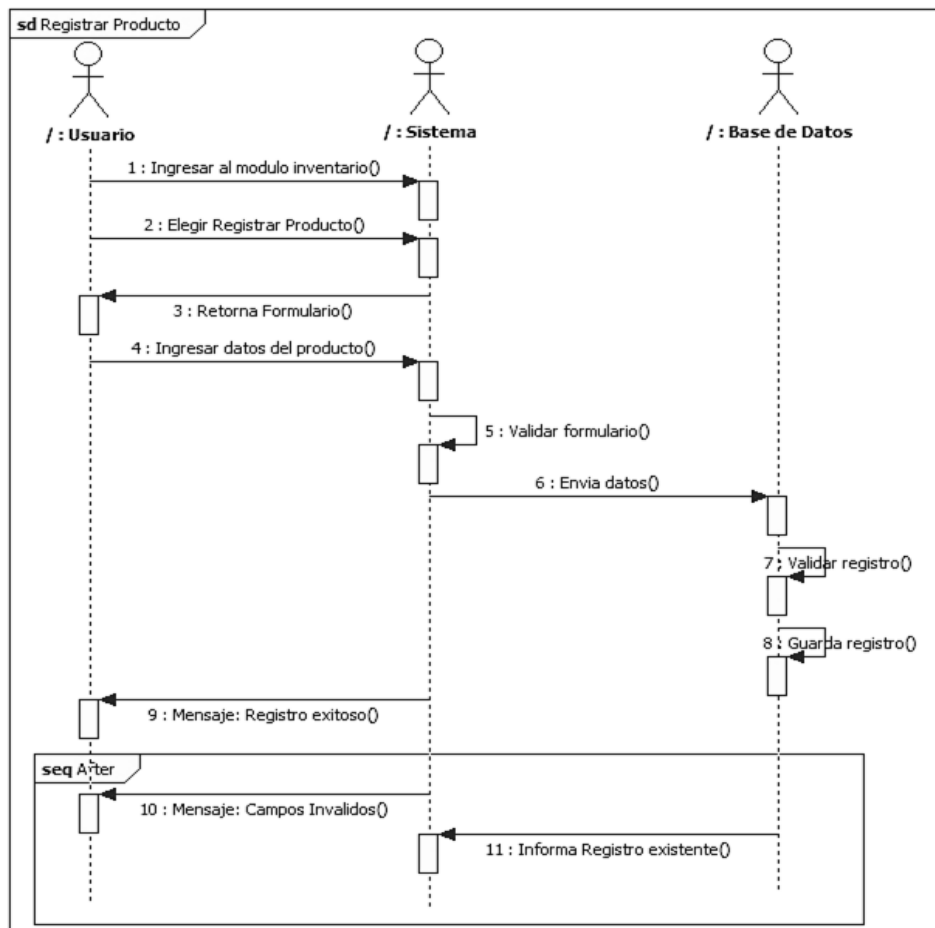 sd Registrar Producto
/ : Usuario
/ : Sistema
/ : Base de Datos
1 : Ingresar al modulo inventario()
2 : Elegir Registrar Producto()
3 : Retorna Formulario()
4 : Ingresar datos del producto()
5 : Validar formulario()
6 : Envia datos()
7 : Validar registro()
8 : Guarda registro()
9 : Mensaje: Registro exitoso()
seq Arter
10 : Mensaje: Campos Invalidos()
11 : Informa Registro existente()